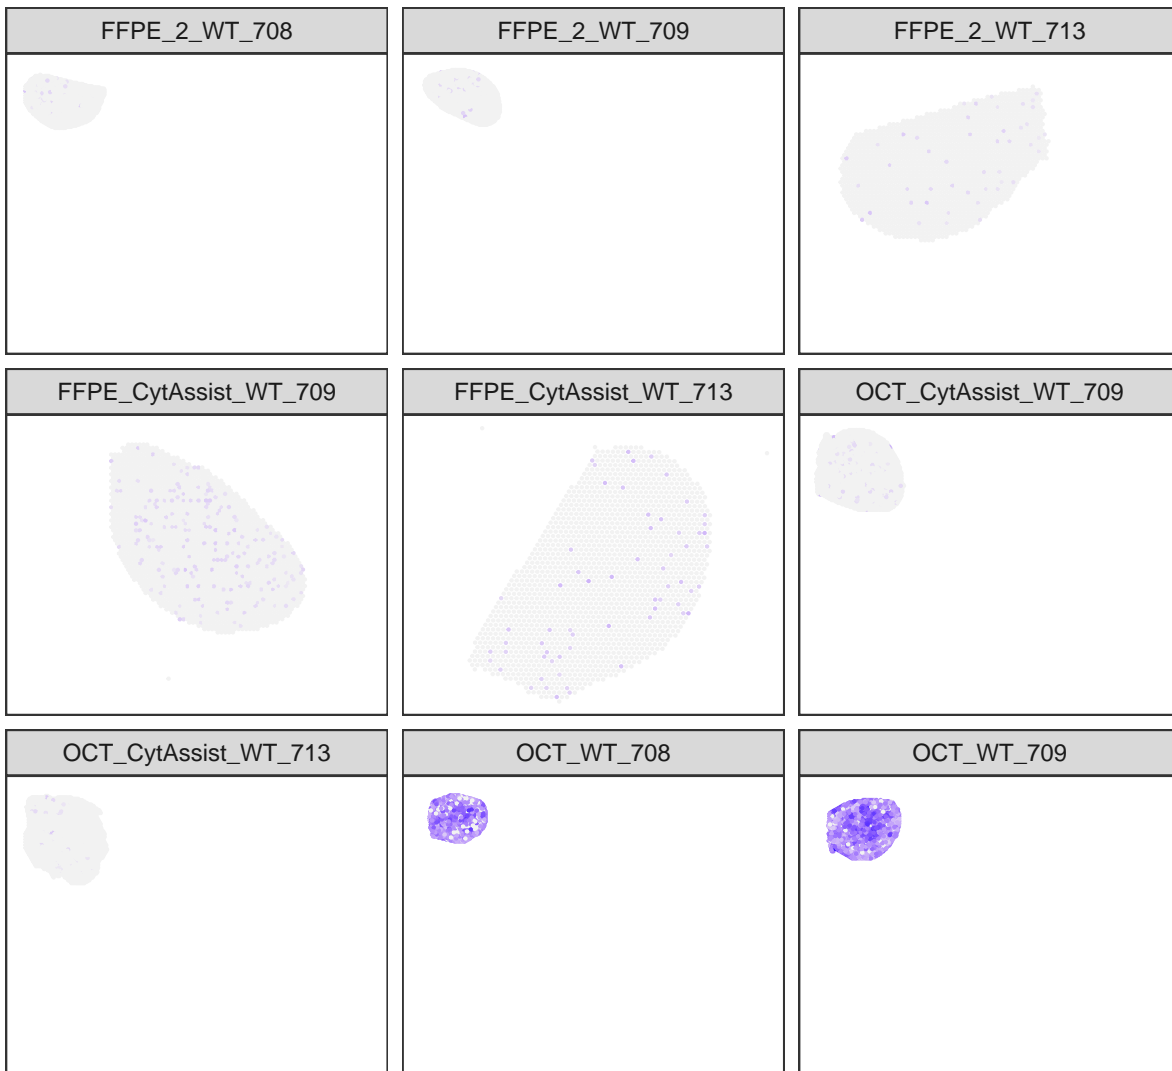 FFPE_2_WT_708
FFPE_2_WT_709
FFPE_2_WT_713
FFPE_CytAssist_WT_709
FFPE_CytAssist_WT_713
OCT_CytAssist_WT_709
OCT_CytAssist_WT_713
OCT_WT_708
OCT_WT_709